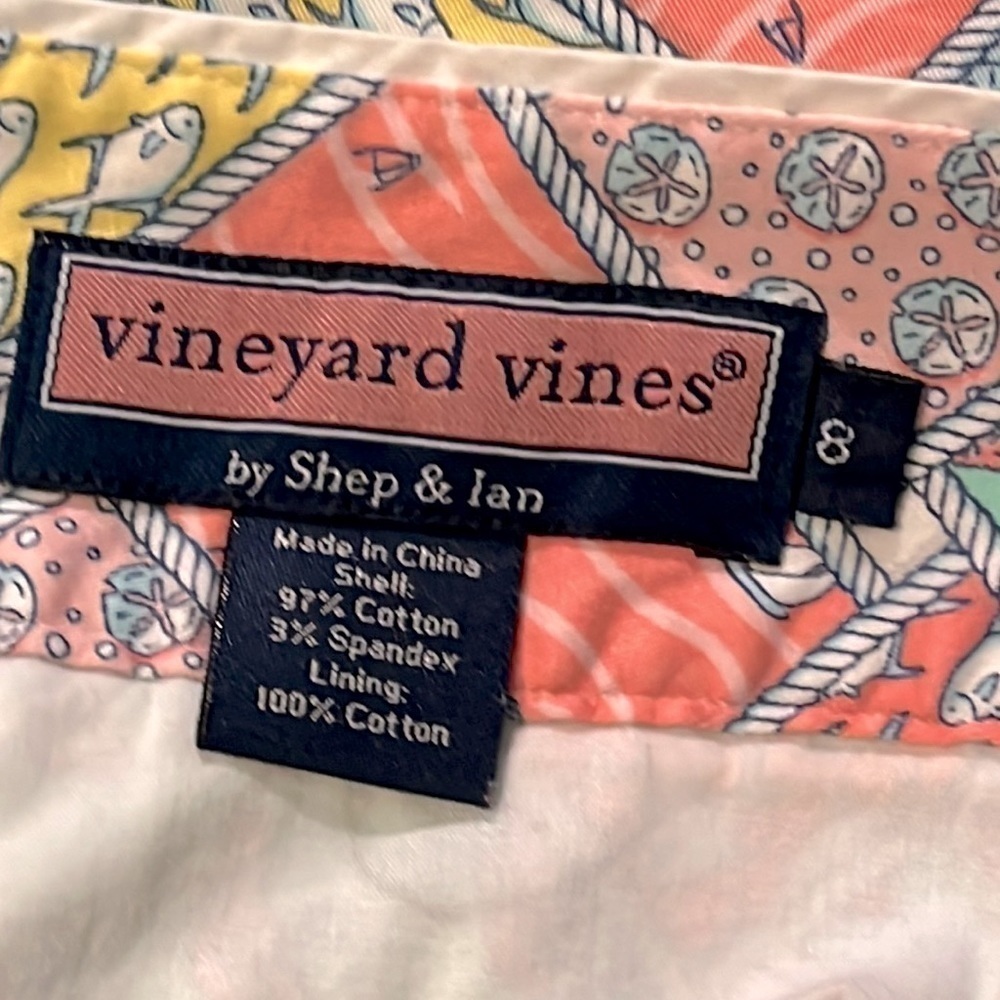 vineyard vines®
by Shep & Ian
8
Made in China
Shell:
97% Cotton
3% Spandex
Lining:
100% Cotton